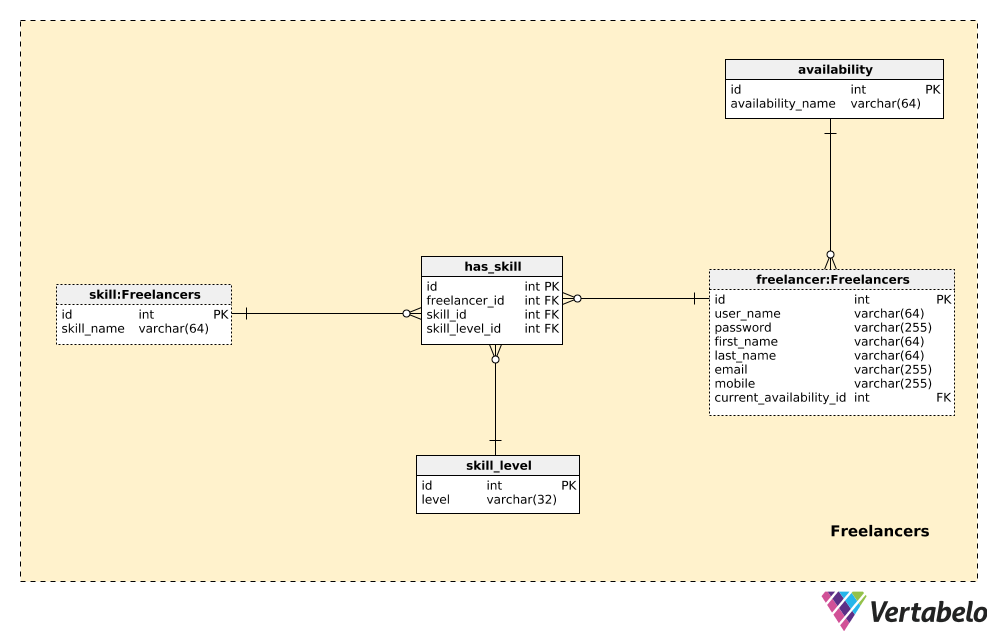 availability
id int PK
availability_name varchar(64)
has_skill
id int PK
freelancer_id int FK
skill_id int FK
skill_level_id int FK
skill:Freelancers
id int PK
skill_name varchar(64)
freelancer:Freelancers
id int PK
user_name varchar(64)
password varchar(255)
first_name varchar(64)
last_name varchar(64)
email varchar(255)
mobile varchar(255)
current_availability_id int FK
skill_level
id int PK
level varchar(32)
Freelancers
Vertabelo